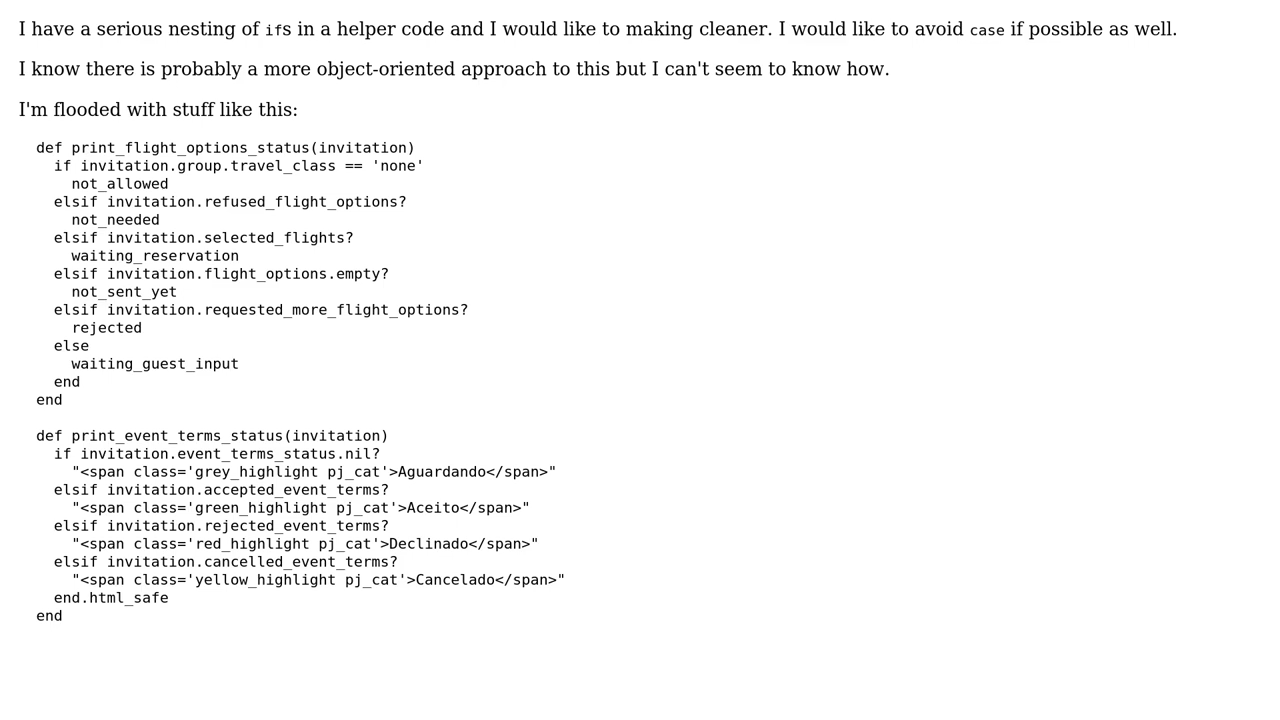 I have a serious nesting of ifs in a helper code and I would like to making cleaner. I would like to avoid case if possible as well.
I know there is probably a more object-oriented approach to this but I can't seem to know how.
I'm flooded with stuff like this:
def print_flight_options_status(invitation)
  if invitation.group.travel_class == 'none'
    not_allowed
  elsif invitation.refused_flight_options?
    not_needed
  elsif invitation.selected_flights?
    waiting_reservation
  elsif invitation.flight_options.empty?
    not_sent_yet
  elsif invitation.requested_more_flight_options?
    rejected
  else
    waiting_guest_input
  end
end

def print_event_terms_status(invitation)
  if invitation.event_terms_status.nil?
    "<span class='grey_highlight pj_cat'>Aguardando</span>"
  elsif invitation.accepted_event_terms?
    "<span class='green_highlight pj_cat'>Aceito</span>"
  elsif invitation.rejected_event_terms?
    "<span class='red_highlight pj_cat'>Declinado</span>"
  elsif invitation.cancelled_event_terms?
    "<span class='yellow_highlight pj_cat'>Cancelado</span>"
  end.html_safe
end